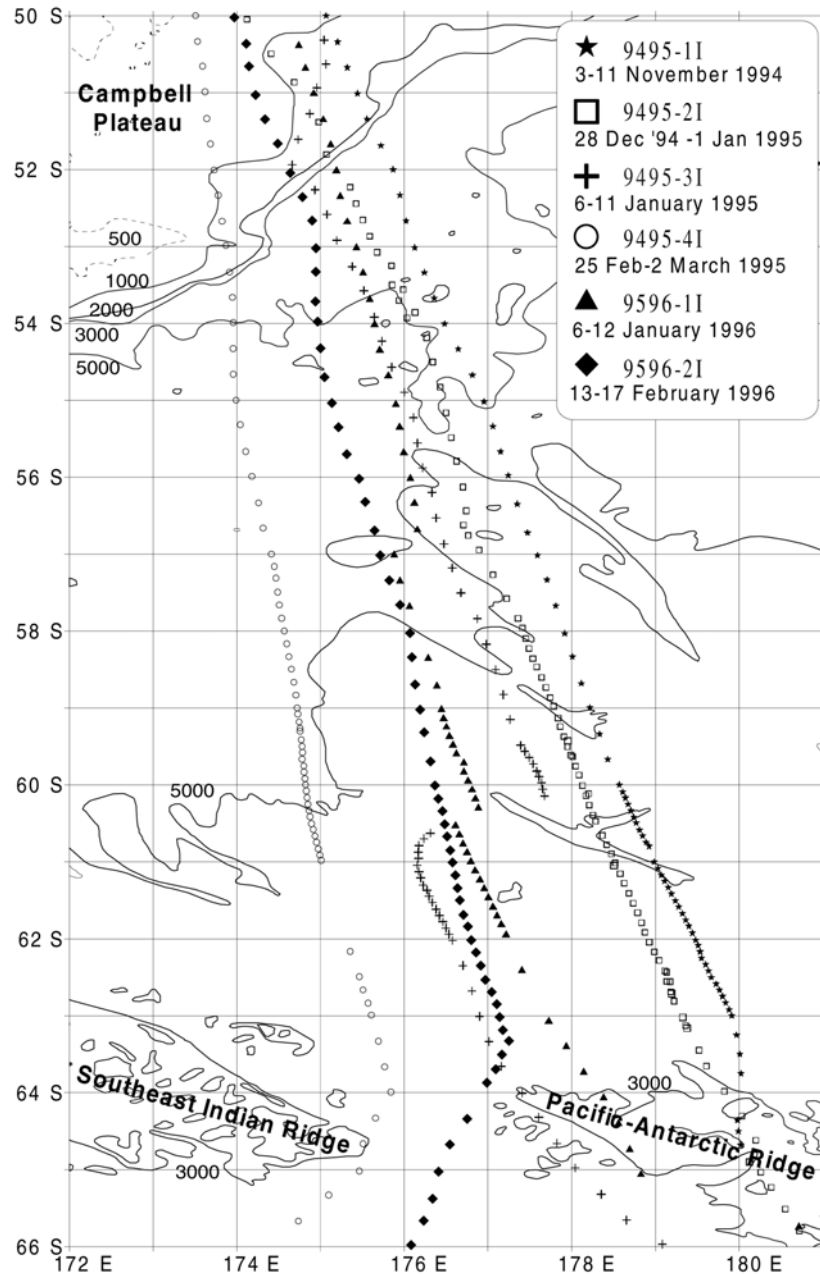 50 S
52 S
54 S
56 S
58 S
60 S
62 S
64 S
66 S
172 E
174 E
175 E
176 E
177 E
178 E
180 E
Campbell
Plateau
500
1000
2000
3000
5000
5000
Southeast Indian Ridge
3000
3000
Pacific-Antarctic Ridge
9495-1I
3-11 November 1994
9495-2I
28 Dec '94 -1 Jan 1995
9495-3I
6-11 January 1995
9495-4I
25 Feb-2 March 1995
9596-1I
6-12 January 1996
9596-2I
13-17 February 1996